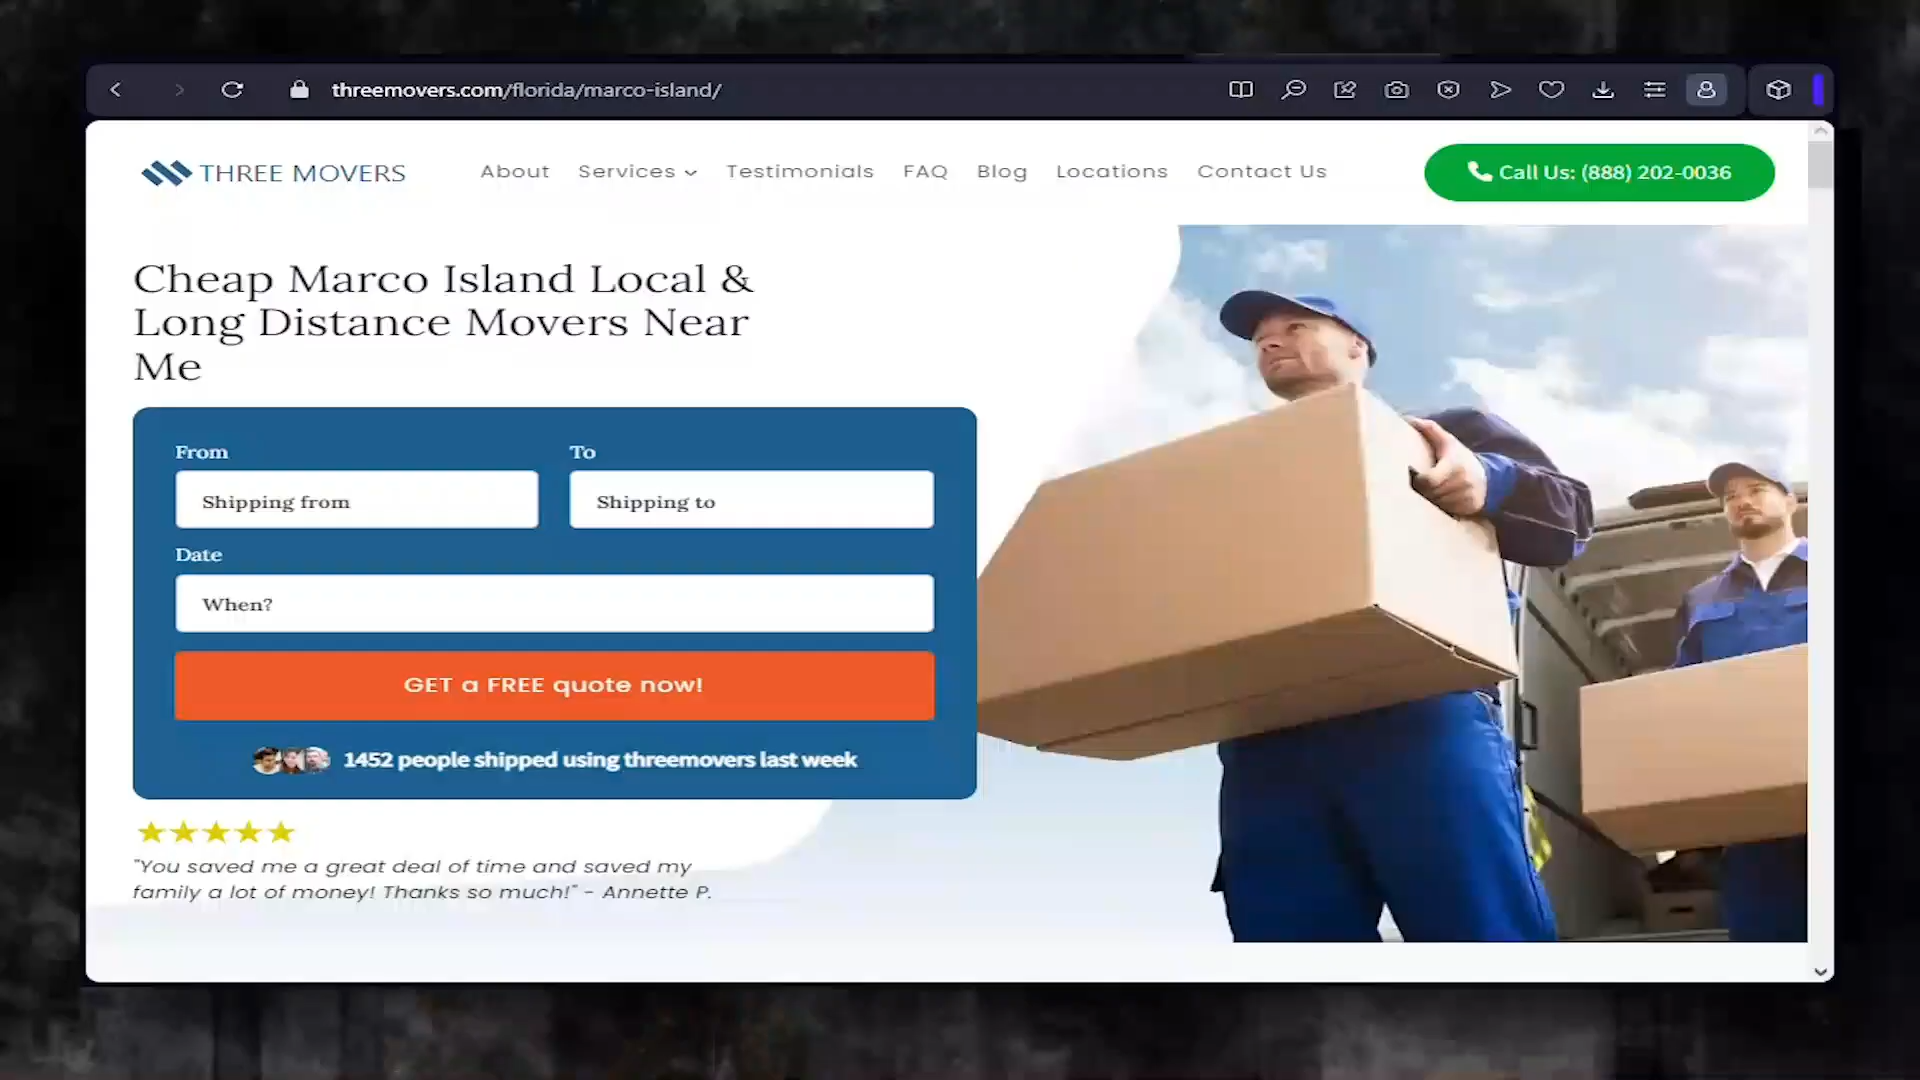 threemovers.com/florida/marco-island/
THREE MOVERS
About Services Testimonials FAQ Blog Locations Contact Us
Call Us: (888) 202-0036
Cheap Marco Island Local &
Long Distance Movers Near
Me
From To
Shipping from Shipping to
Date
When?
GET a FREE quote now!
1452 people shipped using threemovers last week
"You saved me a great deal of time and saved my
family a lot of money! Thanks so much!" - Annette P.